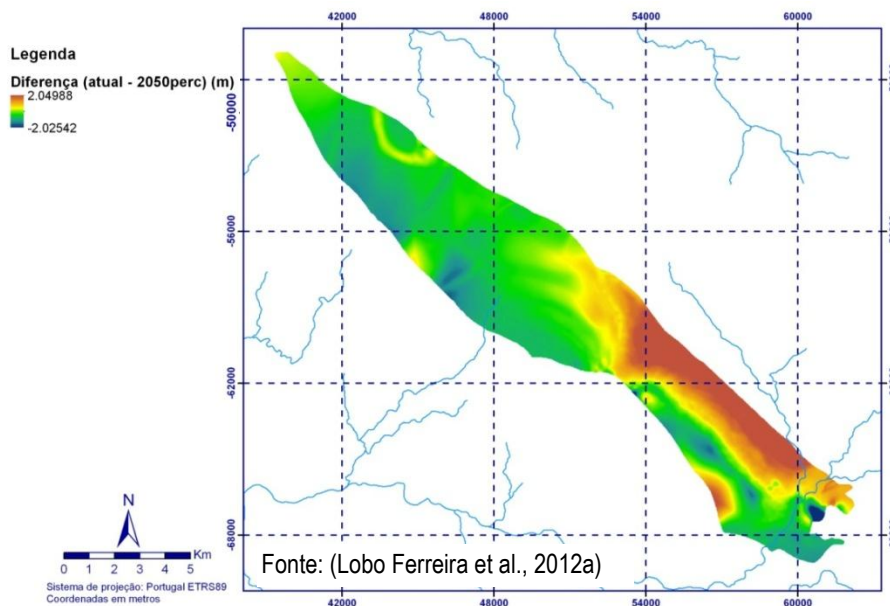 42000 48000 54000 60000
Legenda
Diferença (atual - 2050perc) (m)
2.04988
-2.02542
-50000
-56000
-62000
-68000
N
0 1 2 3 4 5
Km
Sistema de projeção: Portugal ETRS89
Coordenadas em metros
Fonte: (Lobo Ferreira et al., 2012a)
42000 48000 54000 60000